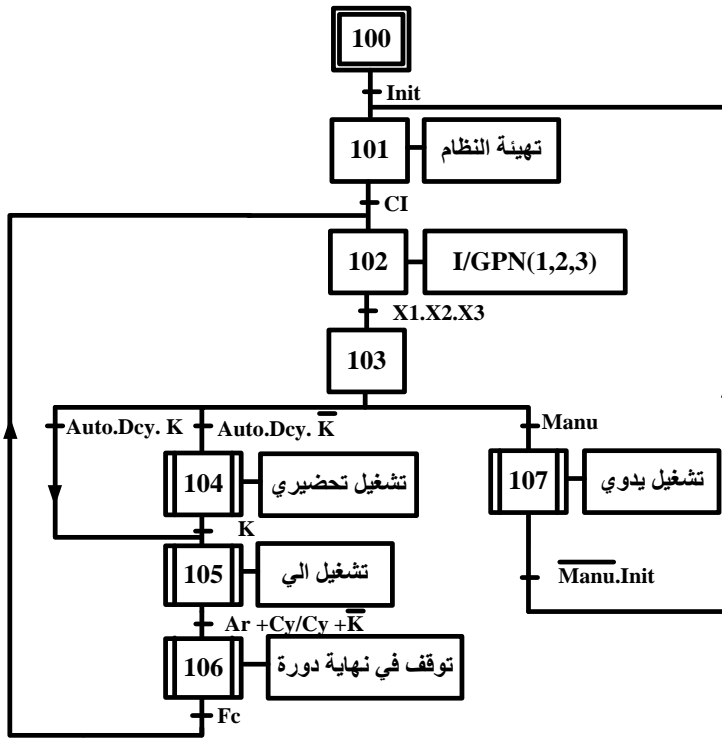 100
Init
101
تهيئة النظام
CI
102
I/GPN(1,2,3)
X1.X2.X3
103
Auto.Dcy. K
Auto.Dcy. K̅
Manu
104
تشغيل تحضيري
107
تشغيل يدوي
K
105
تشغيل الي
M̅a̅n̅u̅.Init
Ar +Cy/Cy +K̅
106
توقف في نهاية دورة
Fc